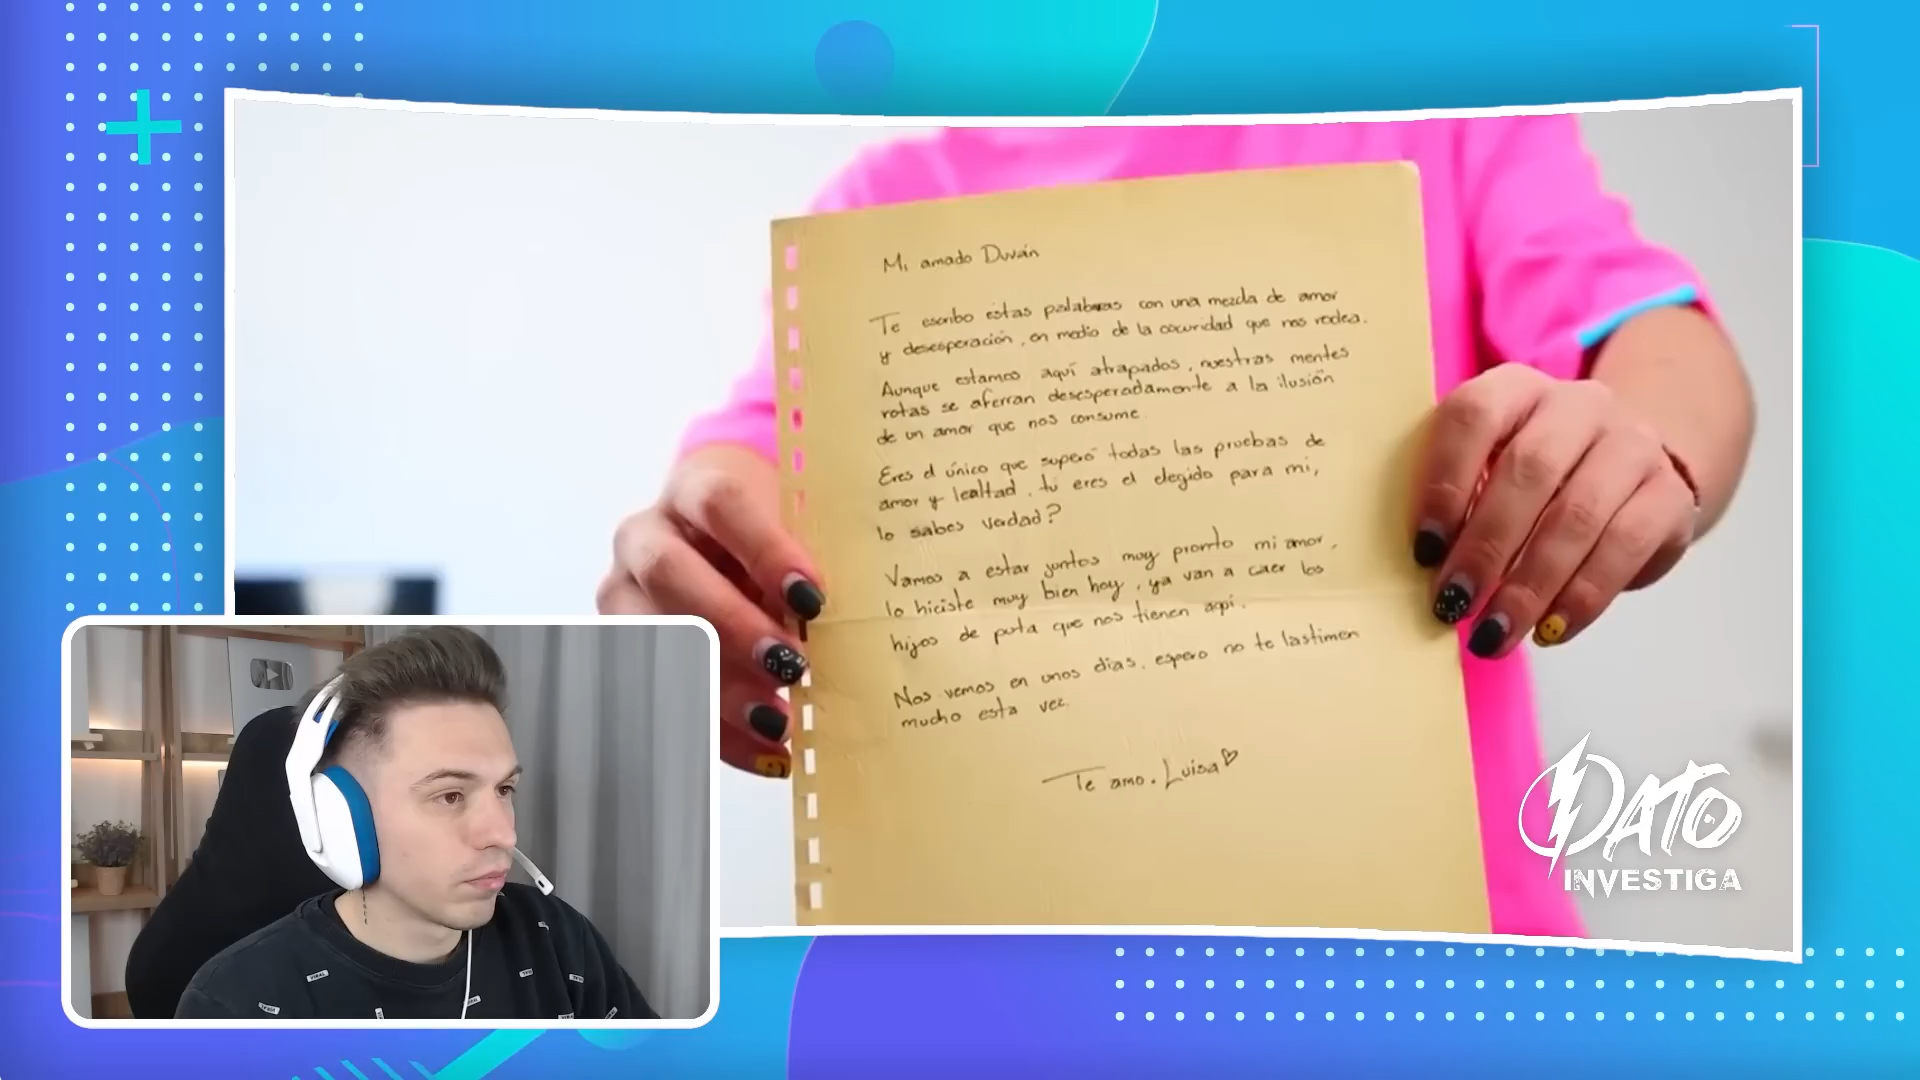 Mi amado Duván
Te escribo estas palabras con una mezcla de amor
y desesperación, en medio de la oscuridad que nos rodea.
Aunque estamos aquí atrapados, nuestras mentes
rotas se aferran desesperadamente a la ilusión
de un amor que nos consume.
Eres el único que superó todas las pruebas de
amor y lealtad, tu eres el elegido para mi,
lo sabes verdad?
Vamos a estar juntos muy pronto mi amor,
lo hiciste muy bien hoy, ya van a caer los
hijos de puta que nos tienen aquí.
Nos vemos en unos dias, espero no te lastimen
mucho esta vez.
Te amo. Luisa
DATO
INVESTIGA